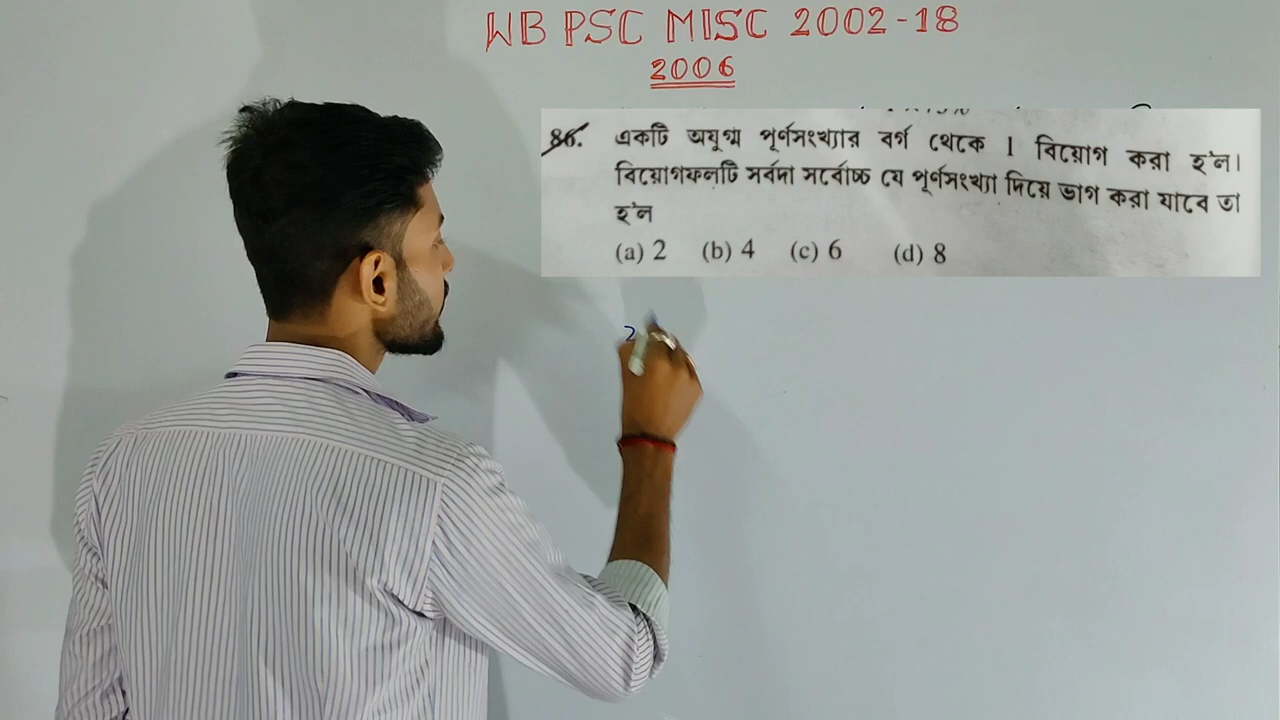 WB PSC MISC 2002-18
2006
86. একটি অযুগ্ম পূর্ণসংখ্যার বর্গ থেকে 1 বিয়োগ করা হ'ল।
বিয়োগফলটি সর্বদা সর্বোচ্চ যে পূর্ণসংখ্যা দিয়ে ভাগ করা যাবে তা
হ'ল
(a) 2 (b) 4 (c) 6 (d) 8
2